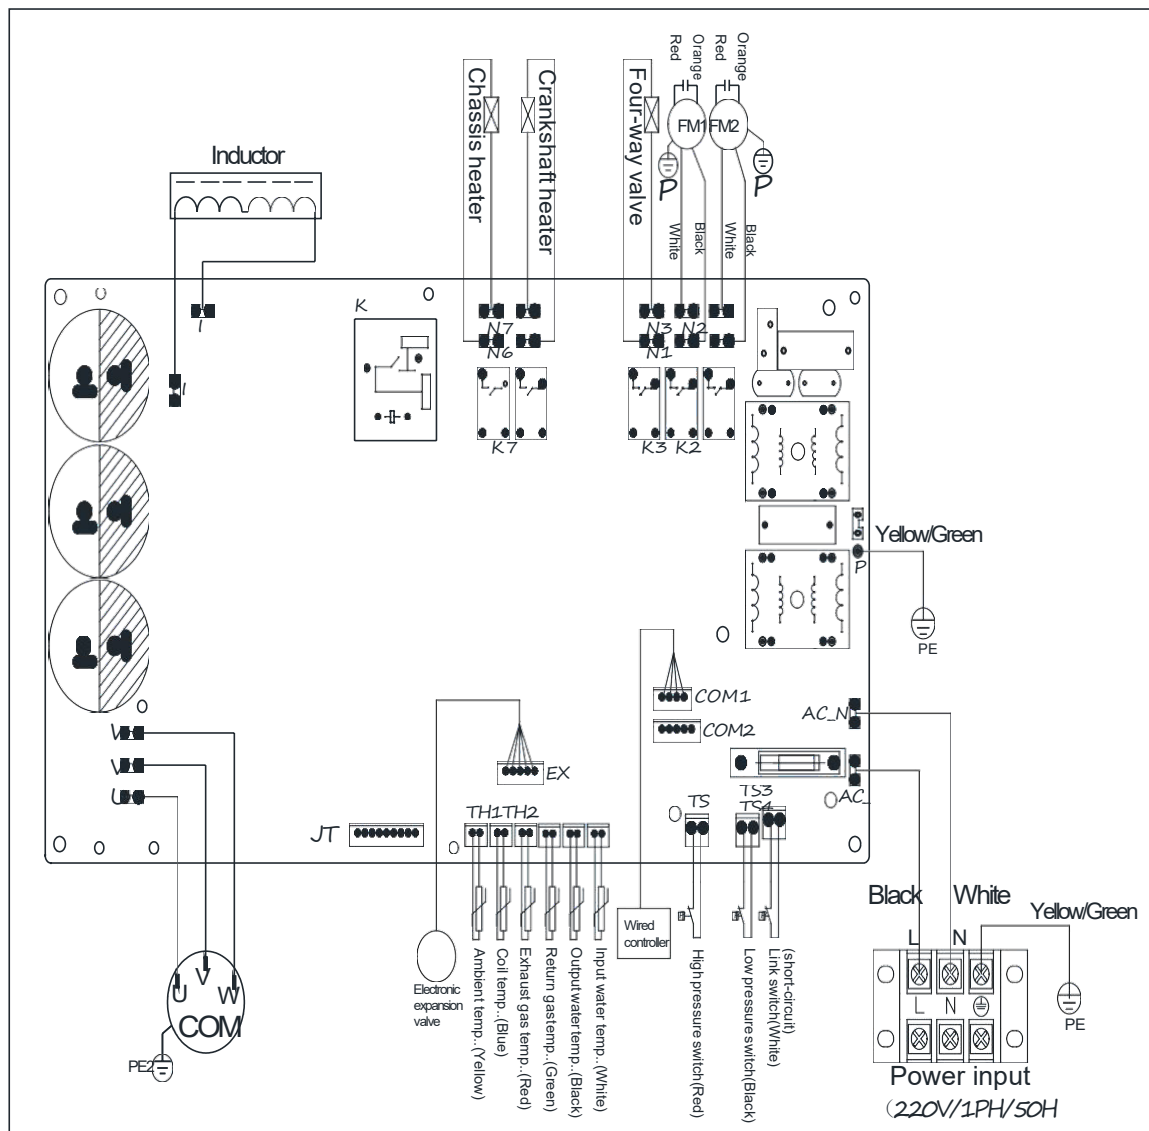 Red
Orange
Red
Orange
Chassis heater
Crankshaft heater
Four-way valve
FM1
FM2
P
P
Inductor
White
Black
White
Black
K
I
N7
N3 N2
N6
N1
I
K7
K3 K2
Yellow/Green
P
PE
COM1
AC_N
V
COM2
V
EX
TS3
U
TS
TS4
AC_
TH1TH2
JT
Black
White
Yellow/Green
L
N
Wired
controller
Ambient temp..(Yellow)
Coil temp..(Blue)
Exhaust gas temp..(Red)
Return gastemp..(Green)
Outputwatertemp..(Black)
Input water temp..(White)
High pressure switch(Red)
Low pressure switch(Black)
Link switch(White)
(short-circuit)
V
U
W
COM
Electronic
expansion
valve
L
N
PE
PE2
Power input
(220V/1PH/50H